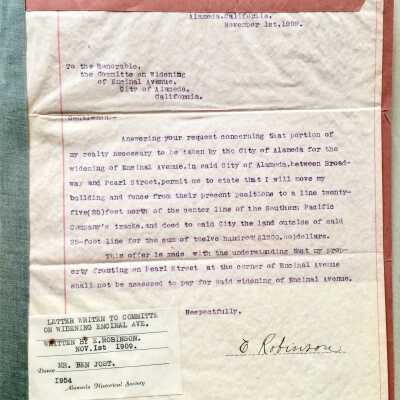 Alameda.California.
November 1st.1909.
To the Honorable,
the Committee on Widening
of Encinal Avenue.
City of Alameda.
California.
Gentlemen.-
Answering your request concerning that portion of
my realty necessary to be taken by the City of Alameda for the
widening of Encinal Avenue.in said City of Alameda.between Broad-
way and Pearl Street.permit me to state that I will move my
building and fence from their present positions to a line twenty-
five(25)feet north of the center line of the Southern Pacific
Company's tracks.and deed to said City the land outside of said
25-foot line for the sum of twelve hundred($1200.00)dollars.
This offer is made with the understanding that my prop-
erty fronting on Pearl Street at the corner of Encinal Avenue
shall not be assessed to pay for said widening of Encinal Avenue.
Respectfully,
E Robinson.
LETTER WRITEN TO COMMITTE
ON WIDENING ENCINAL AVE.
WRITTEN BY E.ROBINSON.
NOV.1st 1909.
Donor MR. BEN JOST.
1954
Alameda Historical Society